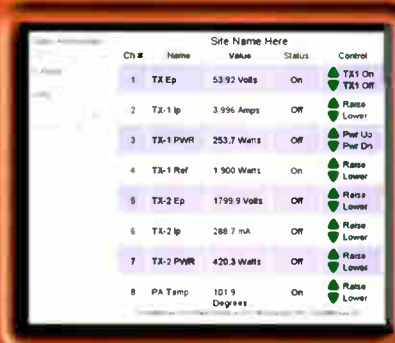 Site Name Here
Ch # Name Value Status Control
1 TX Ep 53.92 Volts On TX1 On
TX1 Off
2 TX-1 Ip 3.996 Amps Off Raise
Lower
3 TX-1 PWR 253.7 Watts Off Pwr Up
Pwr Dn
4 TX-1 Ref 1.900 Watts On Raise
Lower
5 TX-2 Ep 1799.9 Volts Off Raise
Lower
6 TX-2 Ip 288.7 mA Off Raise
Lower
7 TX-2 PWR 420.3 Watts Off Raise
Lower
8 PA Temp 101.9 On Raise
Degrees Lower